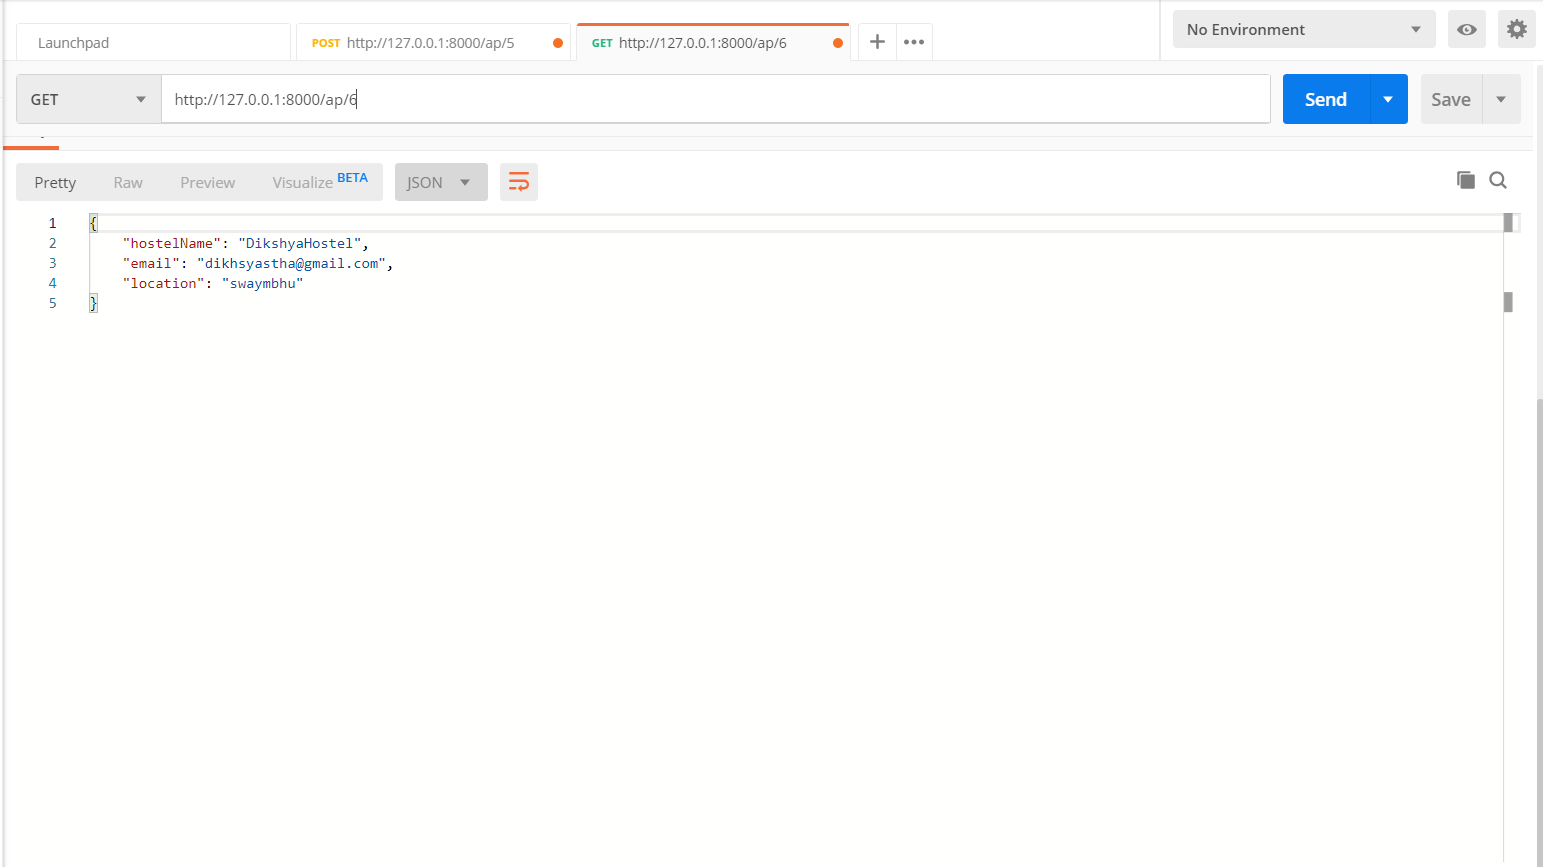 Launchpad
POST http://127.0.0.1:8000/ap/5
GET http://127.0.0.1:8000/ap/6
No Environment
GET
http://127.0.0.1:8000/ap/6
Send
Save
Pretty
Raw
Preview
Visualize BETA
JSON
1 {
2 "hostelName": "DikshyaHostel",
3 "email": "dikhsyastha@gmail.com",
4 "location": "swaymbhu"
5 }